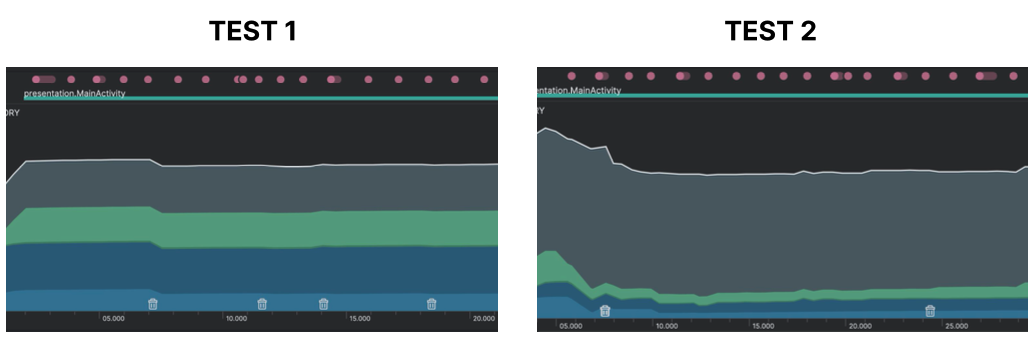 TEST 1
presentation.MainActivity
ORY
05.000
10.000
15.000
20.000
TEST 2
entation.MainActivity
RY
05.000
10.000
15.000
20.000
25.000